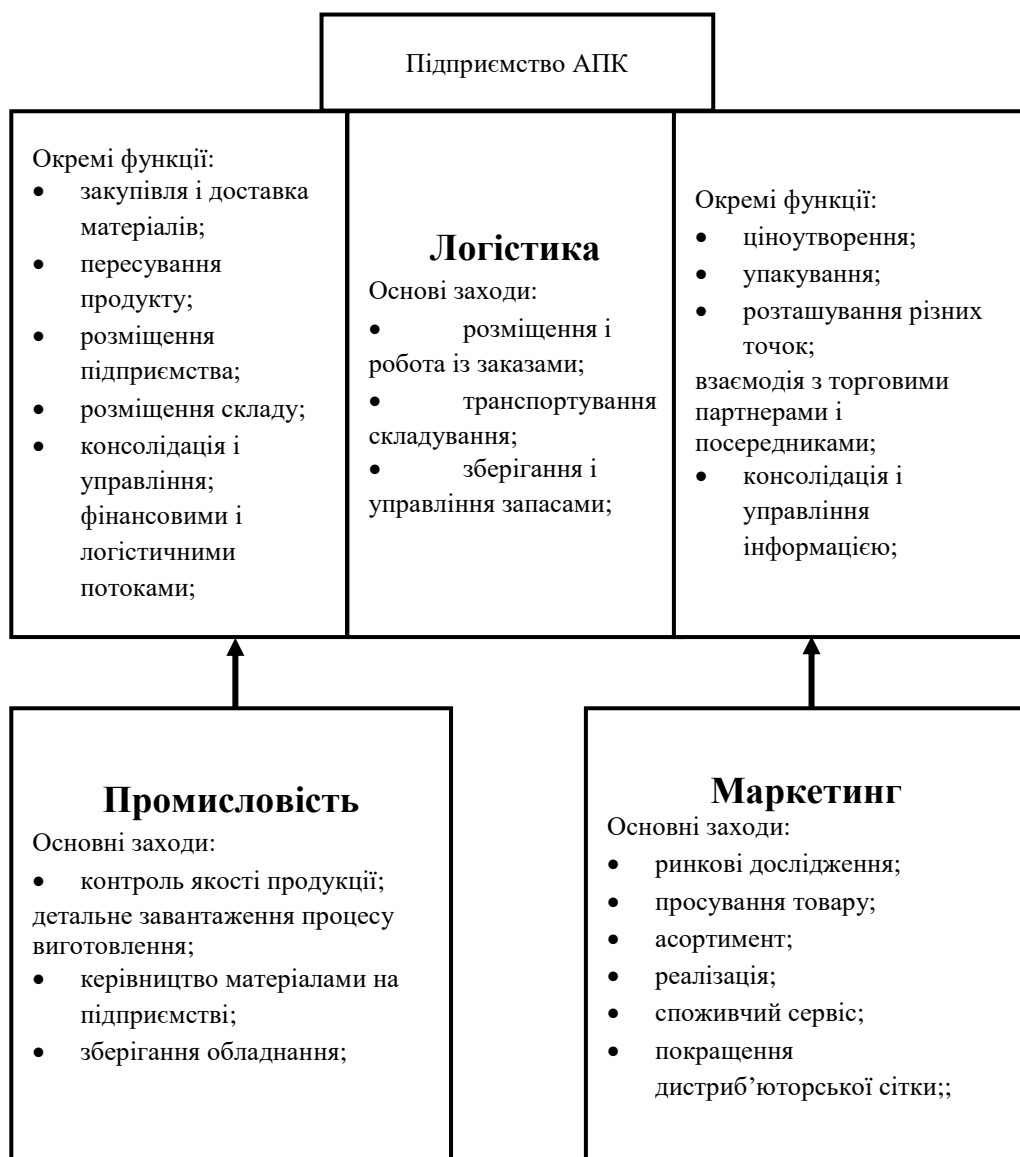 Підприємство АПК
Окремі функції:
• закупівля і доставка
матеріалів;
• пересування
продукту;
• розміщення
підприємства;
• розміщення складу;
• консолідація і
управління;
фінансовими і
логістичними
потоками;
Логістика
Основі заходи:
• розміщення і
робота із заказами;
• транспортування
складування;
• зберігання і
управління запасами;
Окремі функції:
• ціноутворення;
• упакування;
• розташування різних
точок;
взаємодія з торговими
партнерами і
посередниками;
• консолідація і
управління
інформацією;
Промисловість
Основні заходи:
• контроль якості продукції;
детальне завантаження процесу
виготовлення;
• керівництво матеріалами на
підприємстві;
• зберігання обладнання;
Маркетинг
Основні заходи:
• ринкові дослідження;
• просування товару;
• асортимент;
• реалізація;
• споживчий сервіс;
• покращення
дистриб’юторської сітки;;